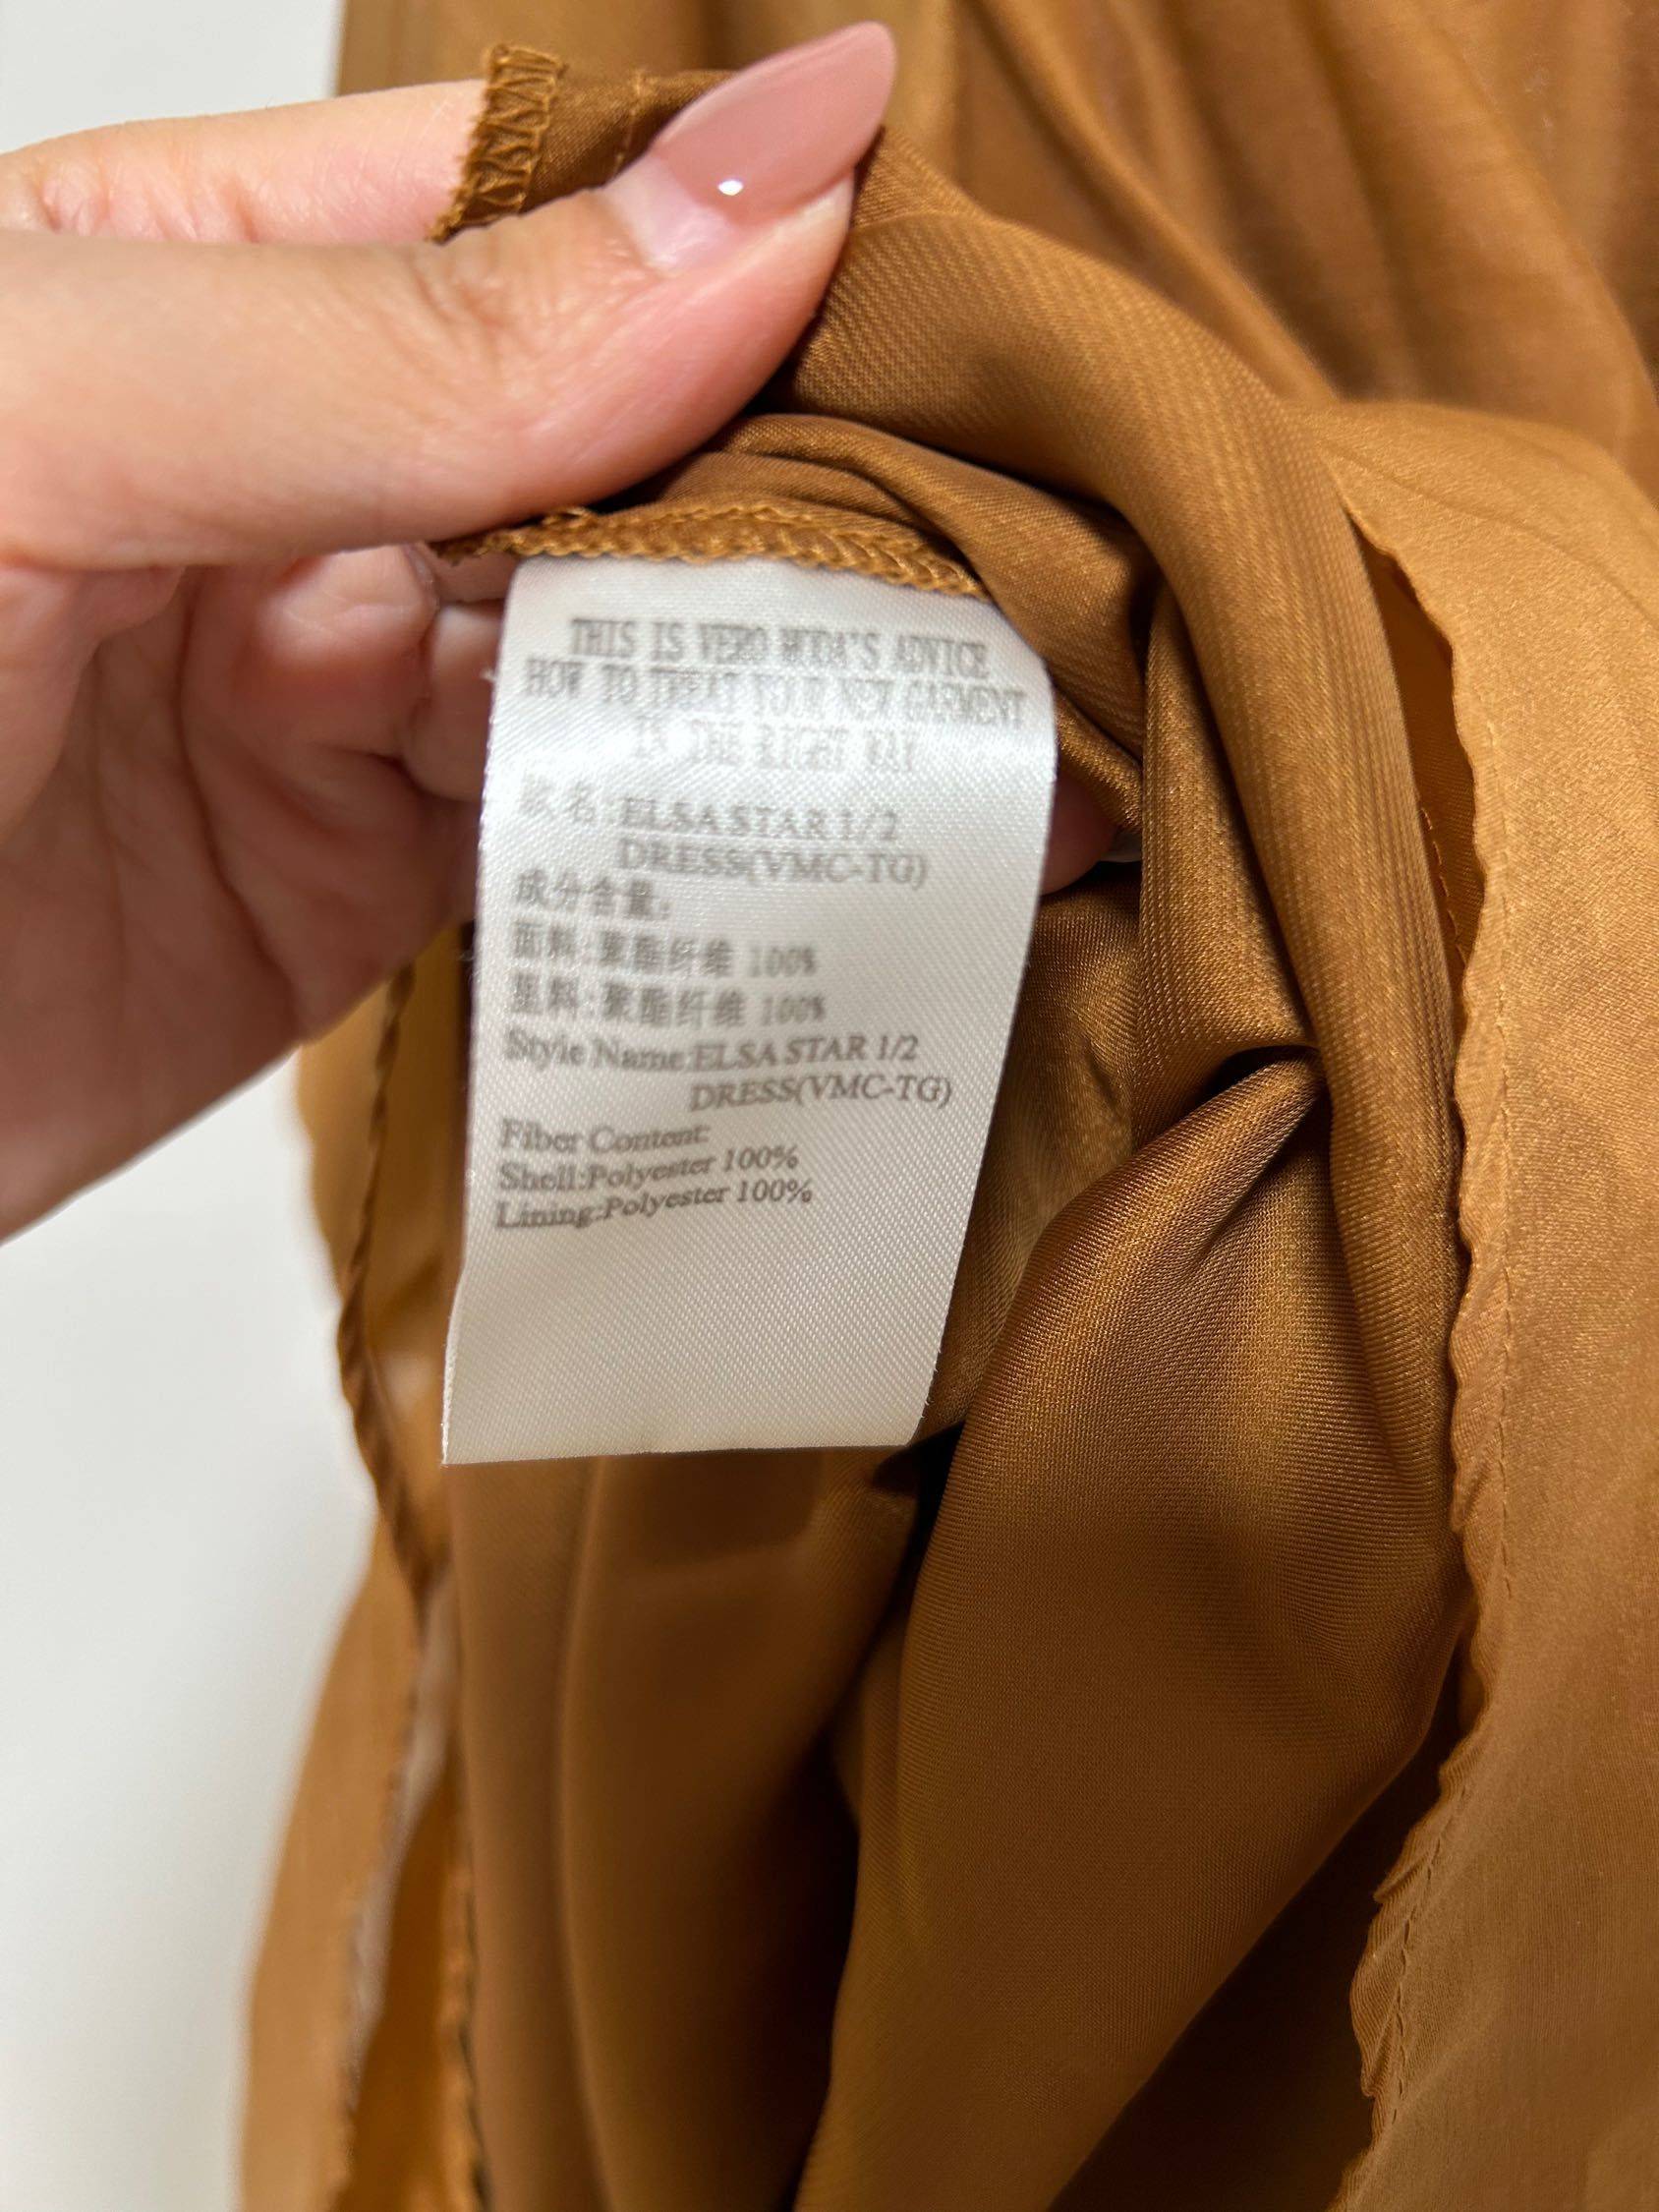 THIS IS VERO MODA'S ADVICE
HOW TO TREAT YOUR NEW GARMENT
IN THE RIGHT WAY
款名:ELSA STAR 1/2
DRESS(VMC-TG)
成分含量:
面料:聚酯纤维 100%
里料:聚酯纤维 100%
Style Name:ELSA STAR 1/2
DRESS(VMC-TG)
Fiber Content:
Shell:Polyester 100%
Lining:Polyester 100%